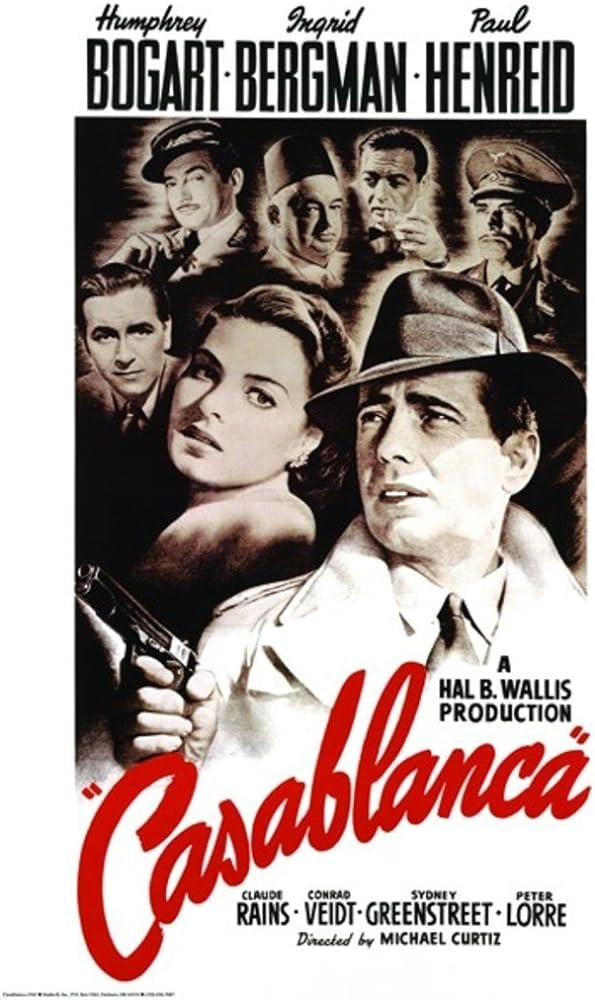 Humphrey Ingrid Paul
BOGART · BERGMAN · HENREID
A
HAL B. WALLIS
PRODUCTION
"Casablanca"
CLAUDE CONRAD SYDNEY PETER
RAINS · VEIDT · GREENSTREET · LORRE
Directed by MICHAEL CURTIZ